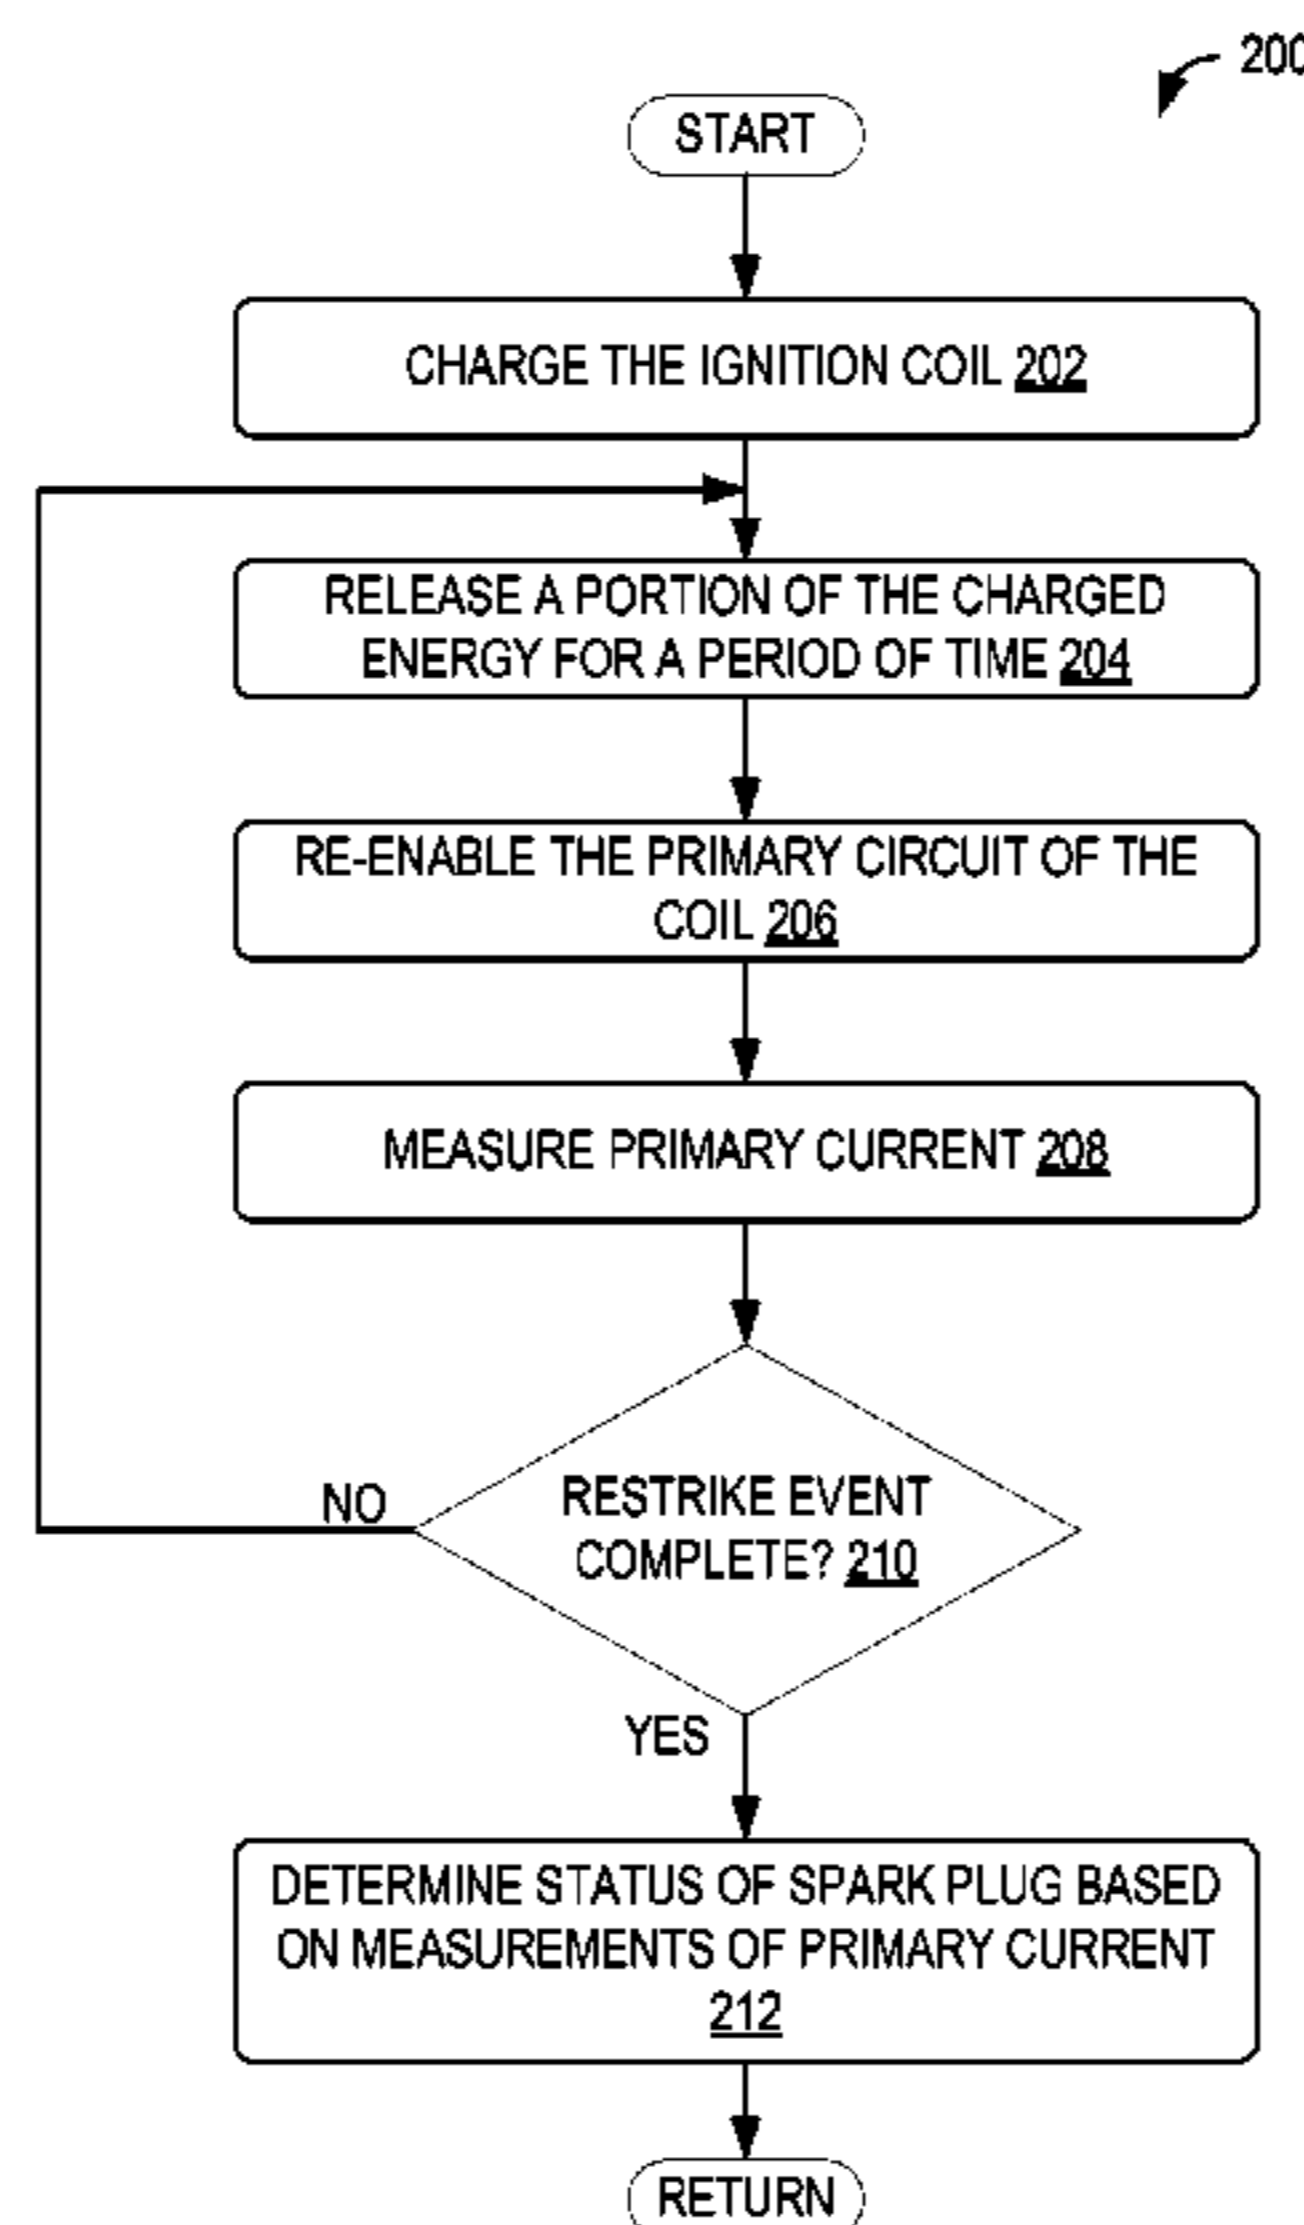 200
START
CHARGE THE IGNITION COIL 202
RELEASE A PORTION OF THE CHARGED
ENERGY FOR A PERIOD OF TIME 204
RE-ENABLE THE PRIMARY CIRCUIT OF THE
COIL 206
MEASURE PRIMARY CURRENT 208
RESTRIKE EVENT
COMPLETE? 210
NO
YES
DETERMINE STATUS OF SPARK PLUG BASED
ON MEASUREMENTS OF PRIMARY CURRENT
212
RETURN